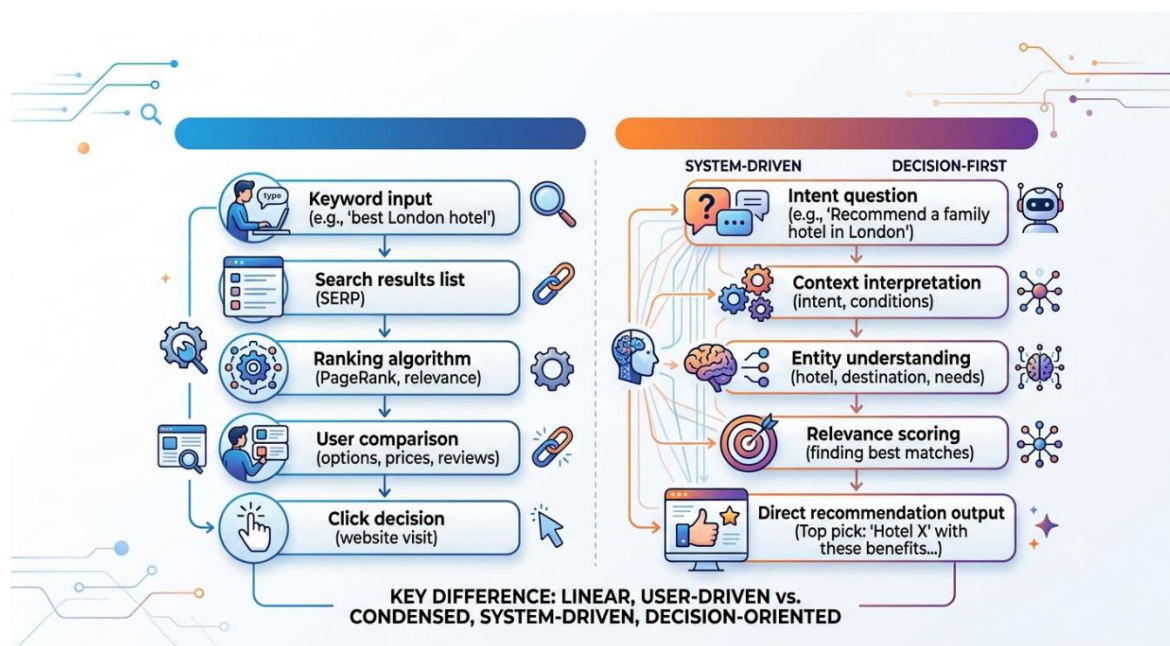 type
Keyword input
(e.g., 'best London hotel')
Search results list
(SERP)
Ranking algorithm
(PageRank, relevance)
User comparison
(options, prices, reviews)
Click decision
(website visit)
SYSTEM-DRIVEN
DECISION-FIRST
?
Intent question
(e.g., 'Recommend a family
hotel in London')
Context interpretation
(intent, conditions)
Entity understanding
(hotel, destination, needs)
Relevance scoring
(finding best matches)
Direct recommendation output
(Top pick: 'Hotel X' with
these benefits...)
KEY DIFFERENCE: LINEAR, USER-DRIVEN vs.
CONDENSED, SYSTEM-DRIVEN, DECISION-ORIENTED